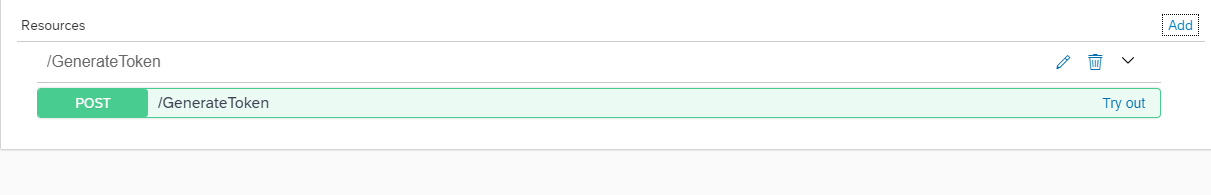 Resources Add
/GenerateToken
POST /GenerateToken Try out